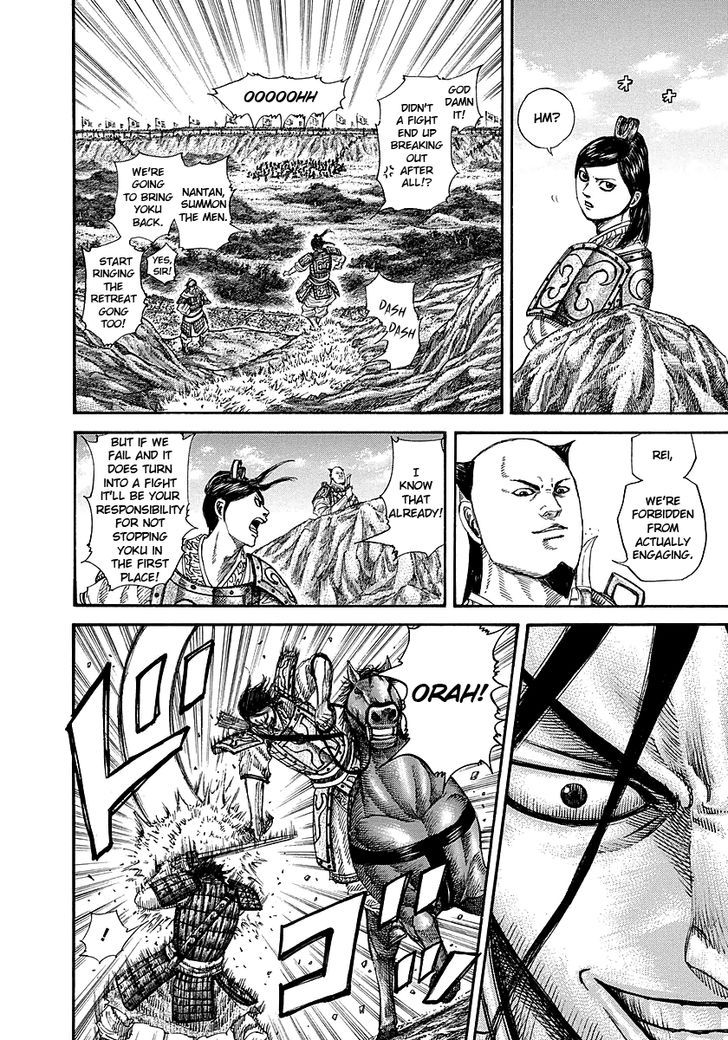 HM?
GOD
DAMN
IT!
DIDN'T
A FIGHT
END UP
BREAKING
OUT
AFTER
ALL!?
OOOOOHH
NANTAN,
SUMMON
THE MEN.
WE'RE
GOING
TO BRING
YOKU
BACK.
YES,
SIR!
START
RINGING
THE
RETREAT
GONG
TOO!
DASH
DASH
REI,
WE'RE
FORBIDDEN
FROM
ACTUALLY
ENGAGING.
I
KNOW
THAT
ALREADY!
BUT IF WE
FAIL AND IT
DOES TURN
INTO A FIGHT
IT'LL BE YOUR
RESPONSIBILITY
FOR NOT
STOPPING
YOKU IN
THE FIRST
PLACE!
ORAH!
ドゴッ
!